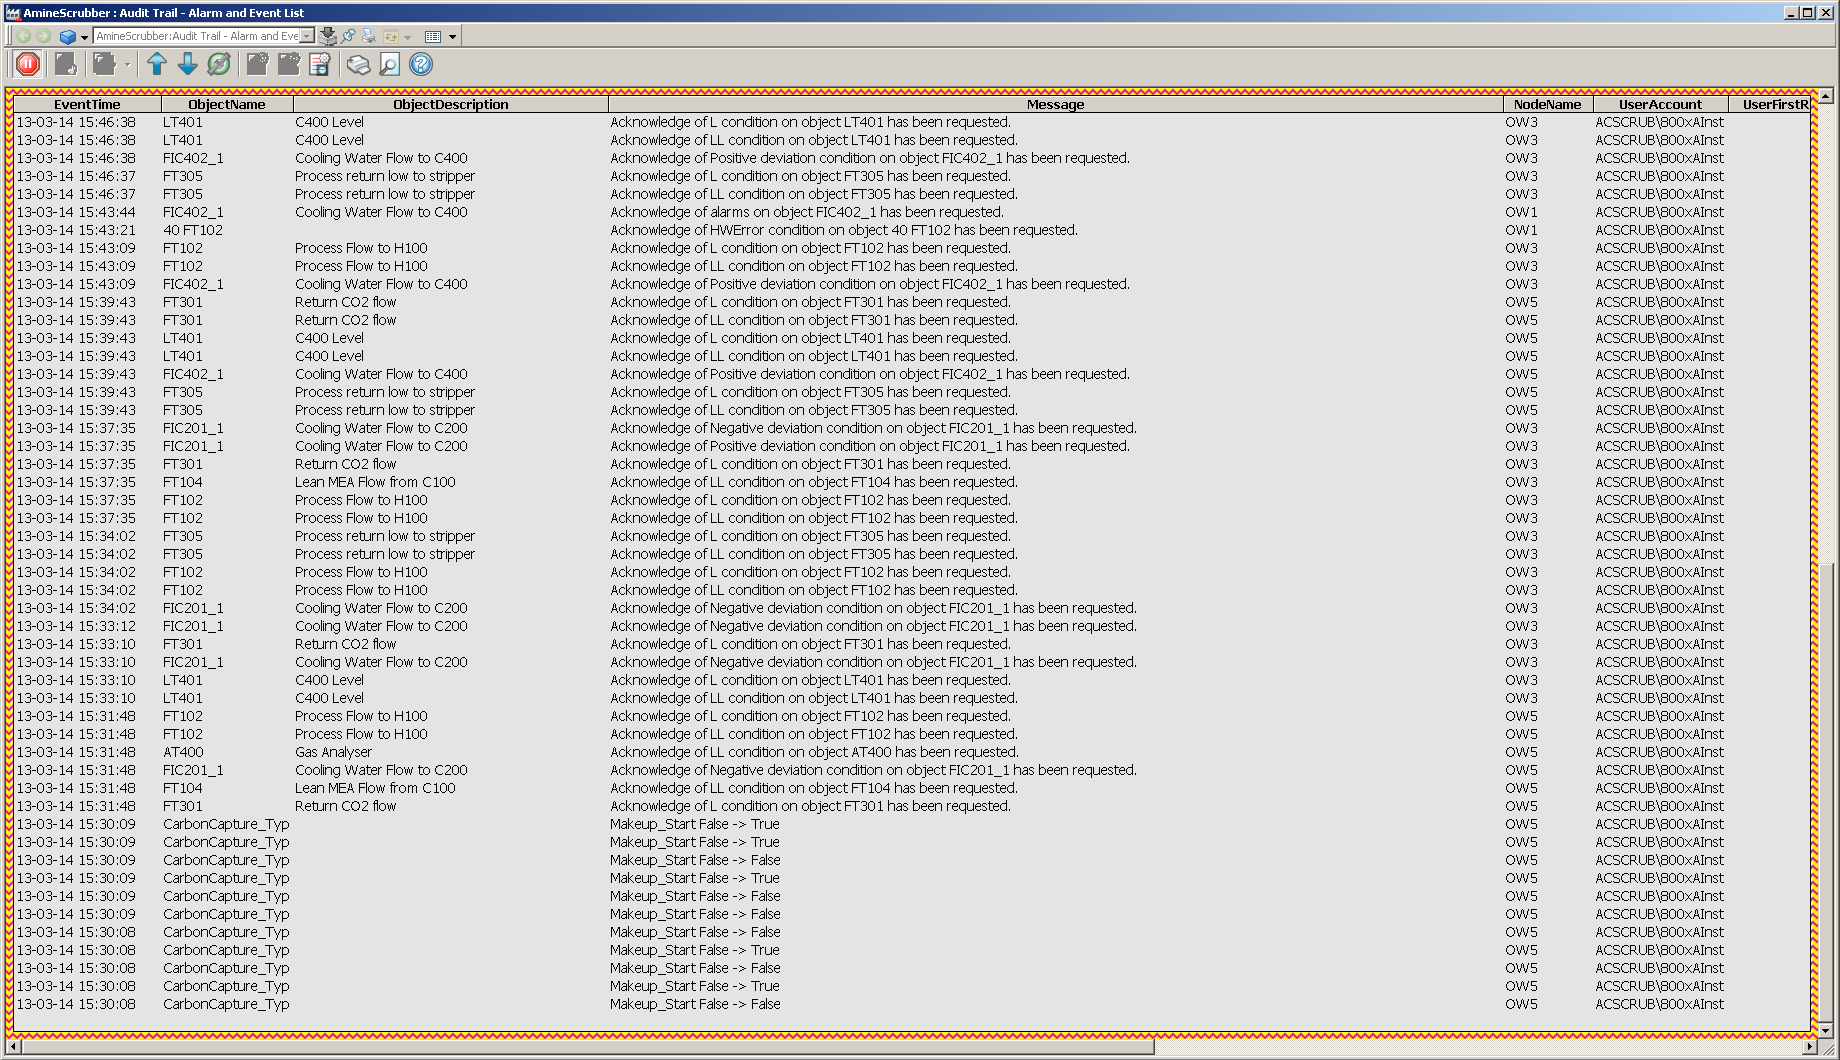 AmineScrubber : Audit Trail - Alarm and Event List
AmineScrubber:Audit Trail - Alarm and Eve
EventTime ObjectName ObjectDescription Message NodeName UserAccount UserFirstR
13-03-14 15:46:38 LT401 C400 Level Acknowledge of L condition on object LT401 has been requested. OW3 ACSCRUB\800xAInst
13-03-14 15:46:38 LT401 C400 Level Acknowledge of LL condition on object LT401 has been requested. OW3 ACSCRUB\800xAInst
13-03-14 15:46:38 FIC402_1 Cooling Water Flow to C400 Acknowledge of Positive deviation condition on object FIC402_1 has been requested. OW3 ACSCRUB\800xAInst
13-03-14 15:46:37 FT305 Process return low to stripper Acknowledge of L condition on object FT305 has been requested. OW3 ACSCRUB\800xAInst
13-03-14 15:46:37 FT305 Process return low to stripper Acknowledge of LL condition on object FT305 has been requested. OW3 ACSCRUB\800xAInst
13-03-14 15:43:44 FIC402_1 Cooling Water Flow to C400 Acknowledge of alarms on object FIC402_1 has been requested. OW1 ACSCRUB\800xAInst
13-03-14 15:43:21 40 FT102 Acknowledge of HWError condition on object 40 FT102 has been requested. OW1 ACSCRUB\800xAInst
13-03-14 15:43:09 FT102 Process Flow to H100 Acknowledge of L condition on object FT102 has been requested. OW3 ACSCRUB\800xAInst
13-03-14 15:43:09 FT102 Process Flow to H100 Acknowledge of LL condition on object FT102 has been requested. OW3 ACSCRUB\800xAInst
13-03-14 15:43:09 FIC402_1 Cooling Water Flow to C400 Acknowledge of Positive deviation condition on object FIC402_1 has been requested. OW3 ACSCRUB\800xAInst
13-03-14 15:39:43 FT301 Return CO2 flow Acknowledge of L condition on object FT301 has been requested. OW5 ACSCRUB\800xAInst
13-03-14 15:39:43 FT301 Return CO2 flow Acknowledge of LL condition on object FT301 has been requested. OW5 ACSCRUB\800xAInst
13-03-14 15:39:43 LT401 C400 Level Acknowledge of L condition on object LT401 has been requested. OW5 ACSCRUB\800xAInst
13-03-14 15:39:43 LT401 C400 Level Acknowledge of LL condition on object LT401 has been requested. OW5 ACSCRUB\800xAInst
13-03-14 15:39:43 FIC402_1 Cooling Water Flow to C400 Acknowledge of Positive deviation condition on object FIC402_1 has been requested. OW5 ACSCRUB\800xAInst
13-03-14 15:39:43 FT305 Process return low to stripper Acknowledge of L condition on object FT305 has been requested. OW5 ACSCRUB\800xAInst
13-03-14 15:39:43 FT305 Process return low to stripper Acknowledge of LL condition on object FT305 has been requested. OW5 ACSCRUB\800xAInst
13-03-14 15:37:35 FIC201_1 Cooling Water Flow to C200 Acknowledge of Negative deviation condition on object FIC201_1 has been requested. OW3 ACSCRUB\800xAInst
13-03-14 15:37:35 FIC201_1 Cooling Water Flow to C200 Acknowledge of Positive deviation condition on object FIC201_1 has been requested. OW3 ACSCRUB\800xAInst
13-03-14 15:37:35 FT301 Return CO2 flow Acknowledge of L condition on object FT301 has been requested. OW3 ACSCRUB\800xAInst
13-03-14 15:37:35 FT104 Lean MEA Flow from C100 Acknowledge of LL condition on object FT104 has been requested. OW3 ACSCRUB\800xAInst
13-03-14 15:37:35 FT102 Process Flow to H100 Acknowledge of L condition on object FT102 has been requested. OW3 ACSCRUB\800xAInst
13-03-14 15:37:35 FT102 Process Flow to H100 Acknowledge of LL condition on object FT102 has been requested. OW3 ACSCRUB\800xAInst
13-03-14 15:34:02 FT305 Process return low to stripper Acknowledge of L condition on object FT305 has been requested. OW3 ACSCRUB\800xAInst
13-03-14 15:34:02 FT305 Process return low to stripper Acknowledge of LL condition on object FT305 has been requested. OW3 ACSCRUB\800xAInst
13-03-14 15:34:02 FT102 Process Flow to H100 Acknowledge of L condition on object FT102 has been requested. OW3 ACSCRUB\800xAInst
13-03-14 15:34:02 FT102 Process Flow to H100 Acknowledge of LL condition on object FT102 has been requested. OW3 ACSCRUB\800xAInst
13-03-14 15:34:02 FIC201_1 Cooling Water Flow to C200 Acknowledge of Negative deviation condition on object FIC201_1 has been requested. OW3 ACSCRUB\800xAInst
13-03-14 15:33:12 FIC201_1 Cooling Water Flow to C200 Acknowledge of Negative deviation condition on object FIC201_1 has been requested. OW3 ACSCRUB\800xAInst
13-03-14 15:33:10 FT301 Return CO2 flow Acknowledge of L condition on object FT301 has been requested. OW3 ACSCRUB\800xAInst
13-03-14 15:33:10 FIC201_1 Cooling Water Flow to C200 Acknowledge of Negative deviation condition on object FIC201_1 has been requested. OW3 ACSCRUB\800xAInst
13-03-14 15:33:10 LT401 C400 Level Acknowledge of L condition on object LT401 has been requested. OW3 ACSCRUB\800xAInst
13-03-14 15:33:10 LT401 C400 Level Acknowledge of LL condition on object LT401 has been requested. OW3 ACSCRUB\800xAInst
13-03-14 15:31:48 FT102 Process Flow to H100 Acknowledge of L condition on object FT102 has been requested. OW5 ACSCRUB\800xAInst
13-03-14 15:31:48 FT102 Process Flow to H100 Acknowledge of LL condition on object FT102 has been requested. OW5 ACSCRUB\800xAInst
13-03-14 15:31:48 AT400 Gas Analyser Acknowledge of LL condition on object AT400 has been requested. OW5 ACSCRUB\800xAInst
13-03-14 15:31:48 FIC201_1 Cooling Water Flow to C200 Acknowledge of Negative deviation condition on object FIC201_1 has been requested. OW5 ACSCRUB\800xAInst
13-03-14 15:31:48 FT104 Lean MEA Flow from C100 Acknowledge of LL condition on object FT104 has been requested. OW5 ACSCRUB\800xAInst
13-03-14 15:31:48 FT301 Return CO2 flow Acknowledge of L condition on object FT301 has been requested. OW5 ACSCRUB\800xAInst
13-03-14 15:30:09 CarbonCapture_Typ Makeup_Start False -> True OW5 ACSCRUB\800xAInst
13-03-14 15:30:09 CarbonCapture_Typ Makeup_Start False -> True OW5 ACSCRUB\800xAInst
13-03-14 15:30:09 CarbonCapture_Typ Makeup_Start False -> False OW5 ACSCRUB\800xAInst
13-03-14 15:30:09 CarbonCapture_Typ Makeup_Start False -> True OW5 ACSCRUB\800xAInst
13-03-14 15:30:09 CarbonCapture_Typ Makeup_Start False -> False OW5 ACSCRUB\800xAInst
13-03-14 15:30:09 CarbonCapture_Typ Makeup_Start False -> False OW5 ACSCRUB\800xAInst
13-03-14 15:30:08 CarbonCapture_Typ Makeup_Start False -> False OW5 ACSCRUB\800xAInst
13-03-14 15:30:08 CarbonCapture_Typ Makeup_Start False -> True OW5 ACSCRUB\800xAInst
13-03-14 15:30:08 CarbonCapture_Typ Makeup_Start False -> False OW5 ACSCRUB\800xAInst
13-03-14 15:30:08 CarbonCapture_Typ Makeup_Start False -> True OW5 ACSCRUB\800xAInst
13-03-14 15:30:08 CarbonCapture_Typ Makeup_Start False -> False OW5 ACSCRUB\800xAInst